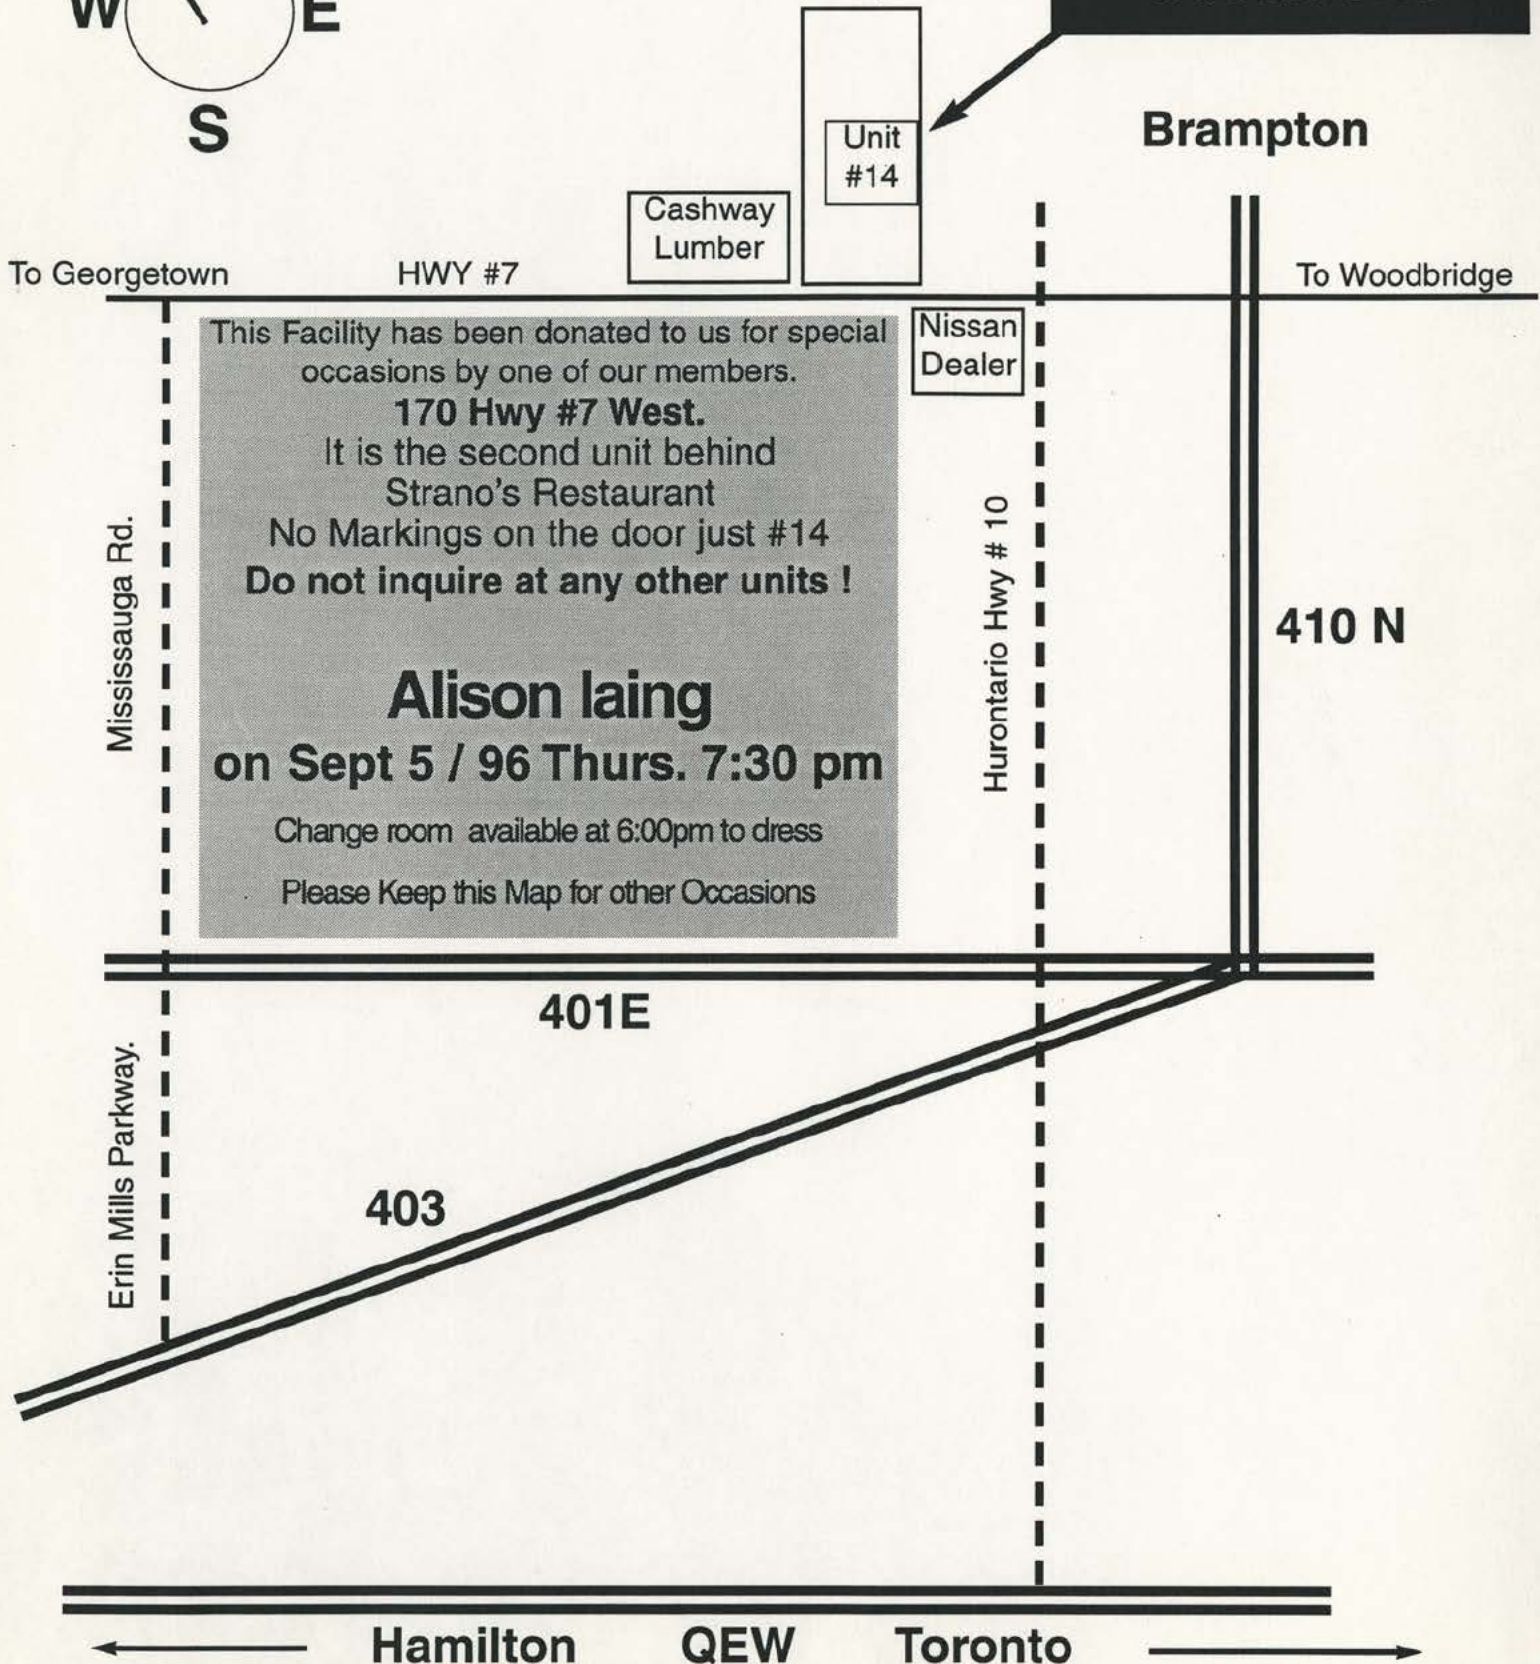 W E
S
Brampton
Unit
#14
Cashway
Lumber
To Georgetown HWY #7 To Woodbridge
This Facility has been donated to us for special
occasions by one of our members.
170 Hwy #7 West.
It is the second unit behind
Strano's Restaurant
No Markings on the door just #14
Do not inquire at any other units !
Alison laing
on Sept 5 / 96 Thurs. 7:30 pm
Change room available at 6:00pm to dress
Please Keep this Map for other Occasions
Nissan
Dealer
Mississauga Rd.
Hurontario Hwy # 10
410 N
401E
Erin Mills Parkway.
403
Hamilton QEW Toronto